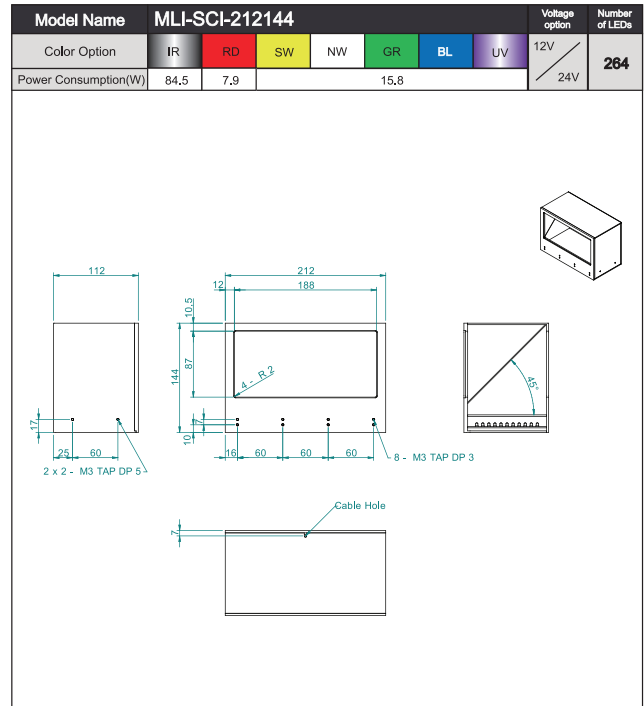 Model Name MLI-SCI-212144 Voltage option Number of LEDs
Color Option IR RD SW NW GR BL UV 12V 24V 264
Power Consumption(W) 84.5 7.9 15.8
112
212
12 188
10.5
87
144
4 - R 2
45°
17
7
10
25 60
16 60 60 60
2 x 2 - M3 TAP DP 5
8 - M3 TAP DP 3
Cable Hole
7